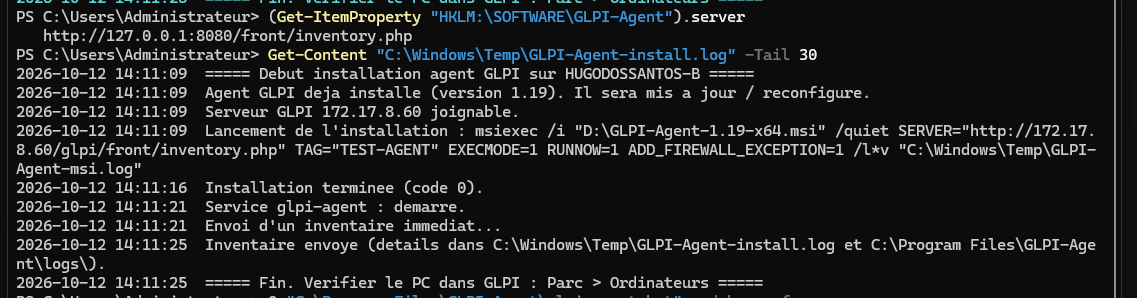 PS C:\Users\Administrateur> (Get-ItemProperty "HKLM:\SOFTWARE\GLPI-Agent").server
http://127.0.0.1:8080/front/inventory.php
PS C:\Users\Administrateur> Get-Content "C:\Windows\Temp\GLPI-Agent-install.log" -Tail 30
2026-10-12 14:11:09  ===== Debut installation agent GLPI sur HUGODOSSANTOS-B =====
2026-10-12 14:11:09  Agent GLPI deja installe (version 1.19). Il sera mis a jour / reconfigure.
2026-10-12 14:11:09  Serveur GLPI 172.17.8.60 joignable.
2026-10-12 14:11:09  Lancement de l'installation : msiexec /i "D:\GLPI-Agent-1.19-x64.msi" /quiet SERVER="http://172.17.
8.60/glpi/front/inventory.php" TAG="TEST-AGENT" EXECMODE=1 RUNNOW=1 ADD_FIREWALL_EXCEPTION=1 /l*v "C:\Windows\Temp\GLPI-
Agent-msi.log"
2026-10-12 14:11:16  Installation terminee (code 0).
2026-10-12 14:11:21  Service glpi-agent : demarre.
2026-10-12 14:11:21  Envoi d'un inventaire immediat...
2026-10-12 14:11:25  Inventaire envoye (details dans C:\Windows\Temp\GLPI-Agent-install.log et C:\Program Files\GLPI-Age
nt\logs\).
2026-10-12 14:11:25  ===== Fin. Verifier le PC dans GLPI : Parc > Ordinateurs =====